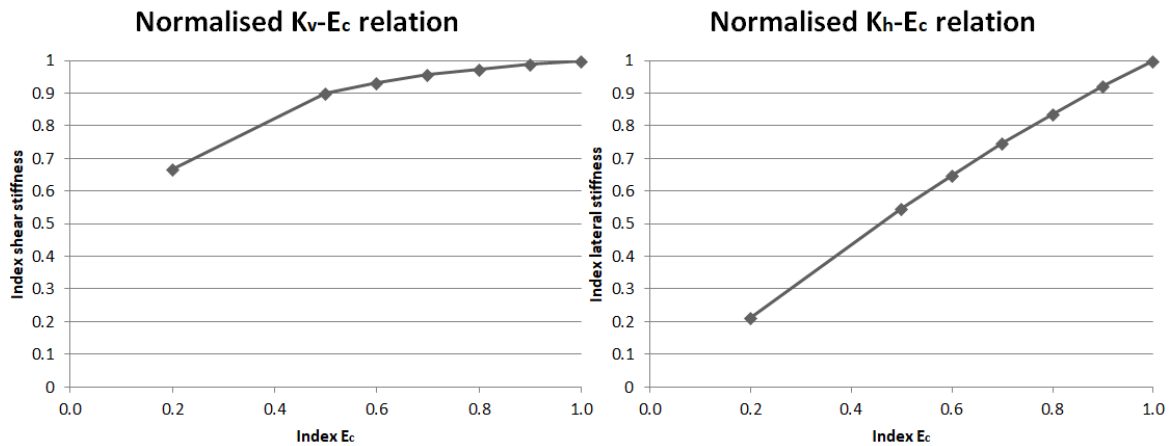 Normalised Kv-Ec relation
Index shear stiffness
1
0.9
0.8
0.7
0.6
0.5
0.4
0.3
0.2
0.1
0
0.0 0.2 0.4 0.6 0.8 1.0
Index Ec
Normalised Kh-Ec relation
Index lateral stiffness
1
0.9
0.8
0.7
0.6
0.5
0.4
0.3
0.2
0.1
0
0.0 0.2 0.4 0.6 0.8 1.0
Index Ec